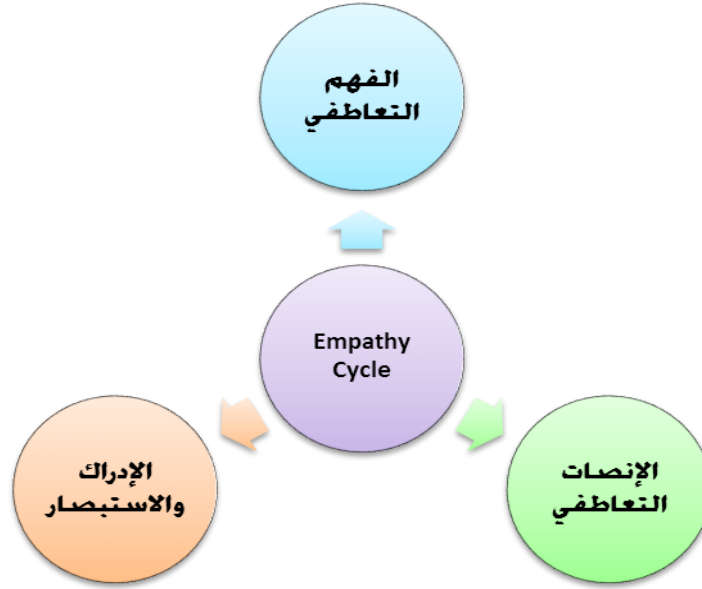 الفهم
التعاطفي
Empathy
Cycle
الإنصات
التعاطفي
الإدراك
والاستبصار